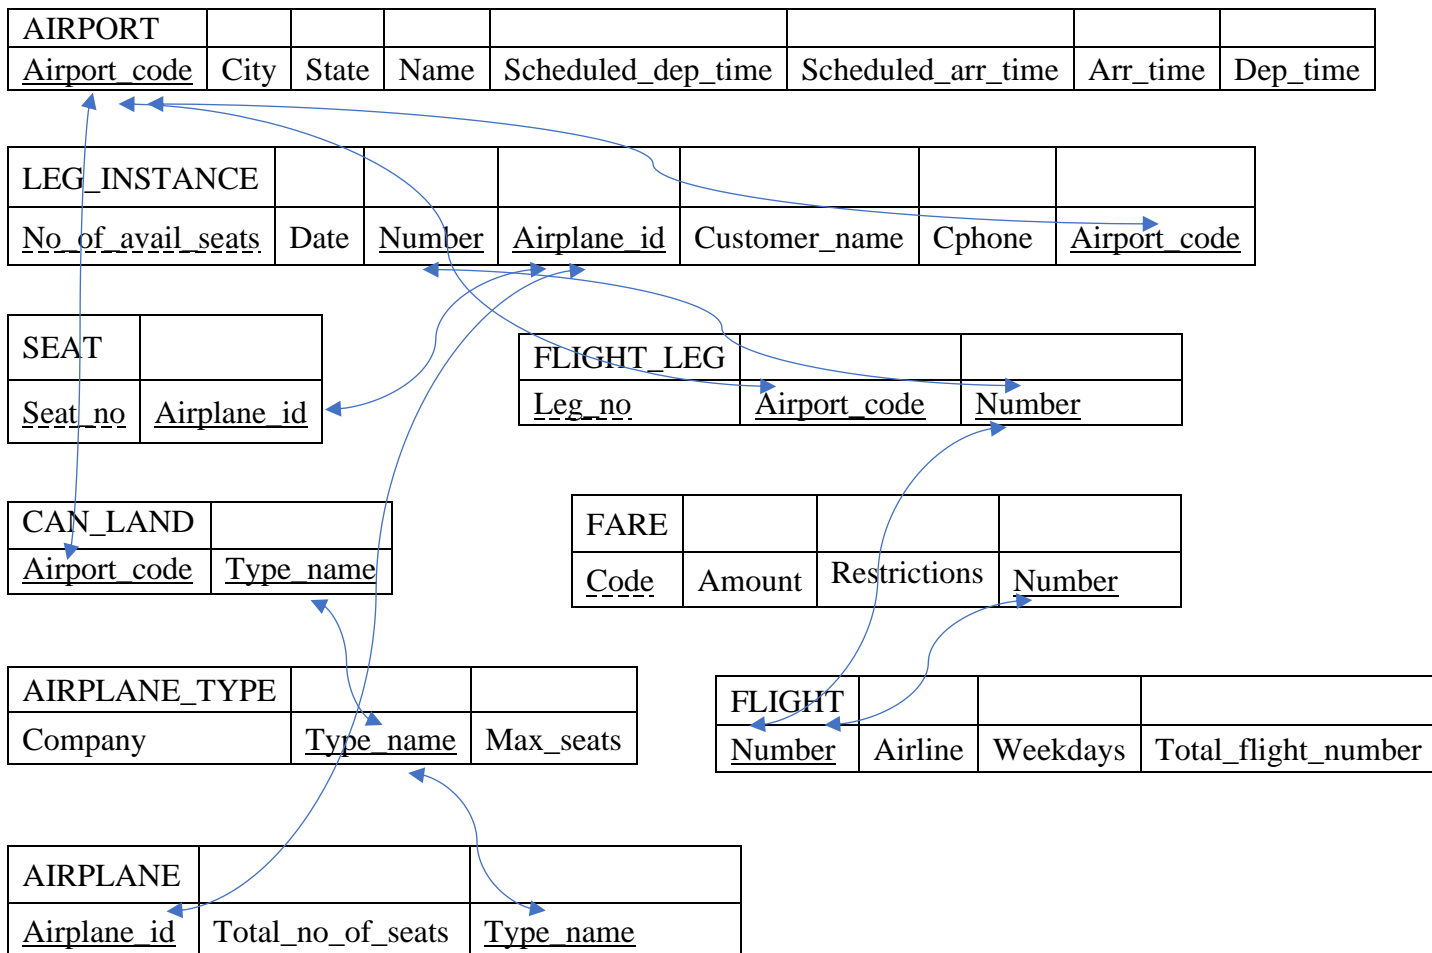 AIRPORT
Airport_code City State Name Scheduled_dep_time Scheduled_arr_time Arr_time Dep_time
LEG_INSTANCE
No_of_avail_seats Date Number Airplane_id Customer_name Cphone Airport_code
SEAT
Seat_no Airplane_id
FLIGHT_LEG
Leg_no Airport_code Number
CAN_LAND
Airport_code Type_name
FARE
Code Amount Restrictions Number
AIRPLANE_TYPE
Company Type_name Max_seats
FLIGHT
Number Airline Weekdays Total_flight_number
AIRPLANE
Airplane_id Total_no_of_seats Type_name